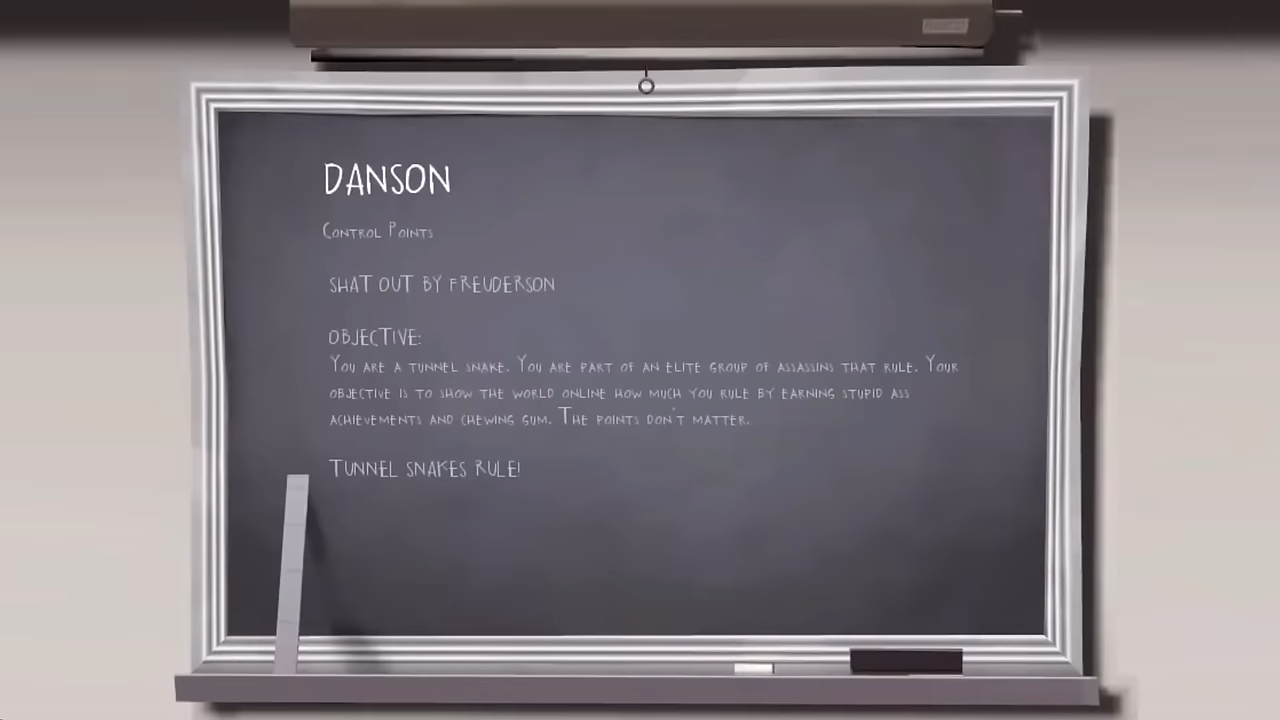 DANSON
Control Points
SHAT OUT BY FREUDERSON
OBJECTIVE:
You are a tunnel snake. You are part of an elite group of assassins that rule. Your
objective is to show the world online how much you rule by earning stupid ass
achievements and chewing gum. The points don't matter.
TUNNEL SNAKES RULE!